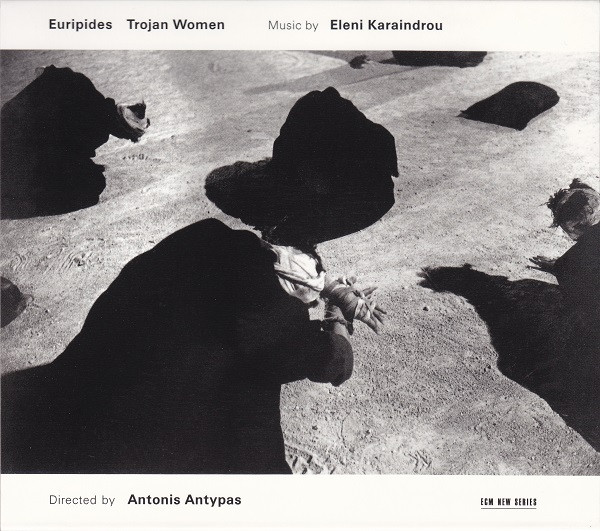 Euripides Trojan Women Music by Eleni Karaindrou
Directed by Antonis Antypas
ECM NEW SERIES